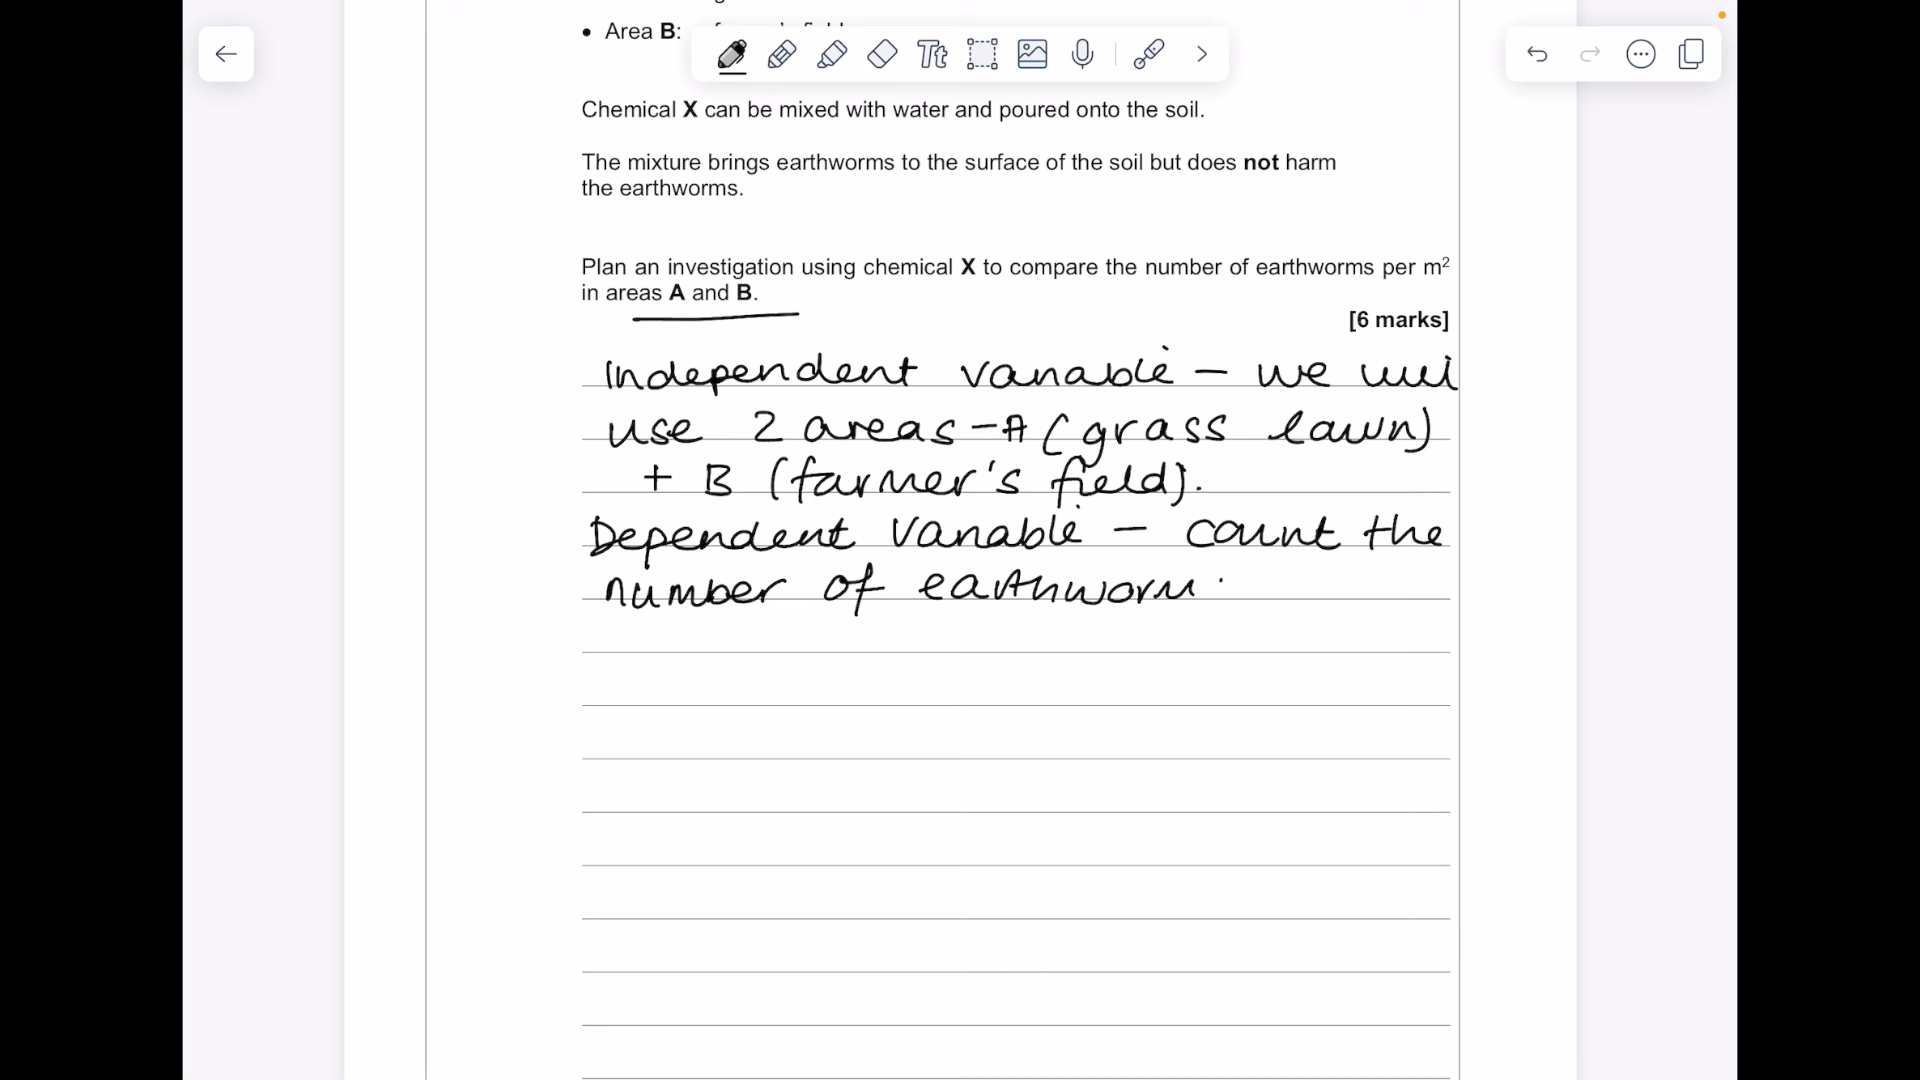 • Area B:
Chemical X can be mixed with water and poured onto the soil.
The mixture brings earthworms to the surface of the soil but does not harm
the earthworms.
Plan an investigation using chemical X to compare the number of earthworms per m²
in areas A and B.
[6 marks]
Independent variable - we will
use 2 areas - A (grass lawn)
+ B (farmer's field).
Dependent variable - count the
number of earthworm.